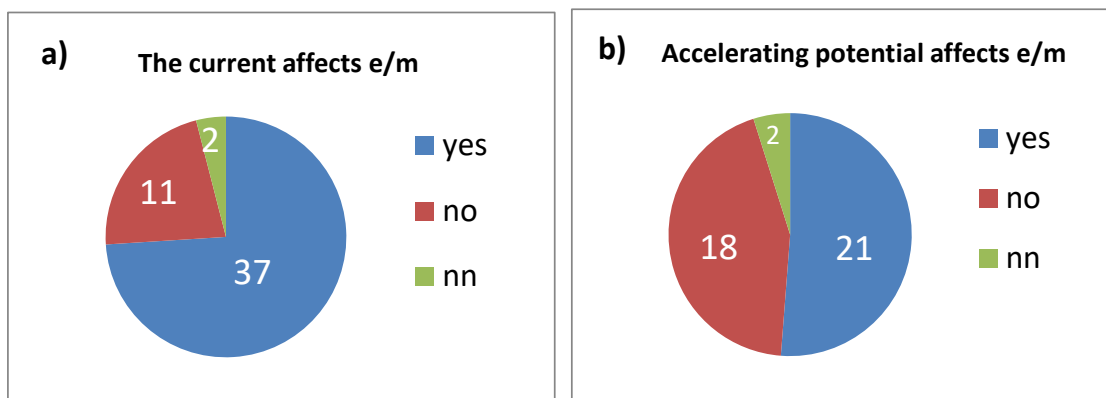 a)
The current affects e/m
2
11
37
yes
no
nn
b)
Accelerating potential affects e/m
2
18
21
yes
no
nn